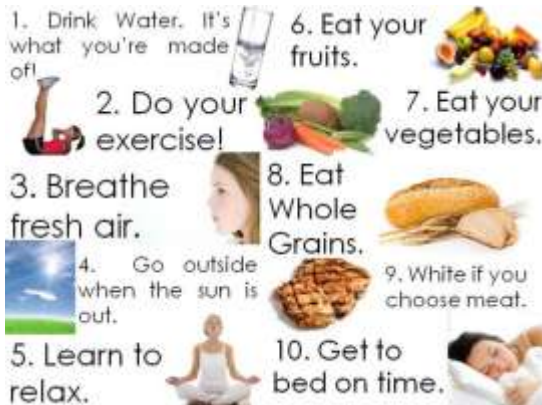 1. Drink Water. It's
what you're made
of!
2. Do your
exercise!
3. Breathe
fresh air.
4. Go outside
when the sun is
out.
5. Learn to
relax.
6. Eat your
fruits.
7. Eat your
vegetables.
8. Eat
Whole
Grains.
9. White if you
choose meat.
10. Get to
bed on time.